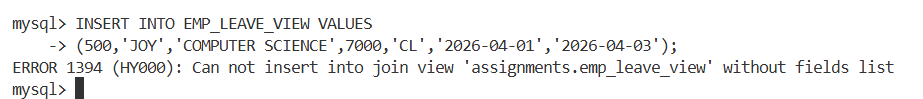 mysql> INSERT INTO EMP_LEAVE_VIEW VALUES
-> (500,'JOY','COMPUTER SCIENCE',7000,'CL','2026-04-01','2026-04-03');
ERROR 1394 (HY000): Can not insert into join view 'assignments.emp_leave_view' without fields list
mysql>